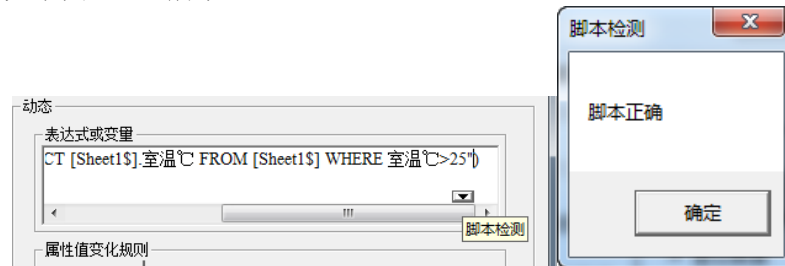 脚本检测
脚本正确
确定
动态
表达式或变量
CT [Sheet1$].室温℃ FROM [Sheet1$] WHERE 室温℃>25")
脚本检测
属性值变化规则